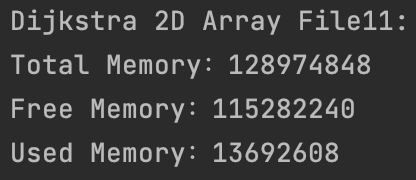 Dijkstra 2D Array File11:
Total Memory: 128974848
Free Memory: 115282240
Used Memory: 13692608